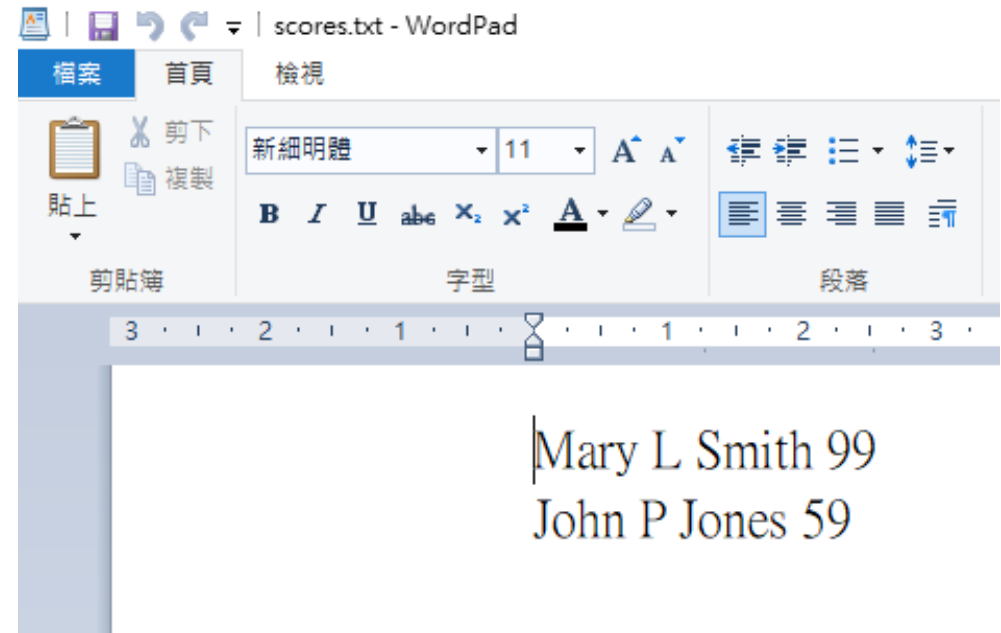 scores.txt - WordPad
檔案 首頁 檢視
貼上
剪下
複製
剪貼簿
新細明體 11 A A
B I U abc X₂ X² A
字型
段落
3 2 1 1 2 3
Mary L Smith 99
John P Jones 59